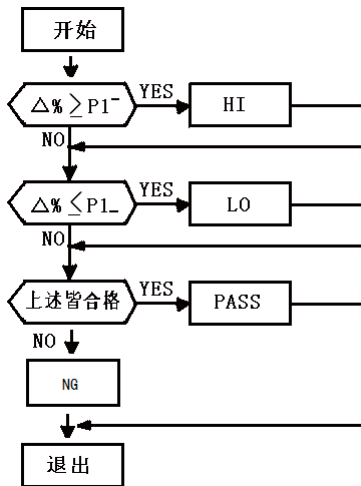 开始
△% ≥ P1⁻
YES
HI
NO
△% ≤ P1_
YES
LO
NO
上述皆合格
YES
PASS
NO
NG
退出